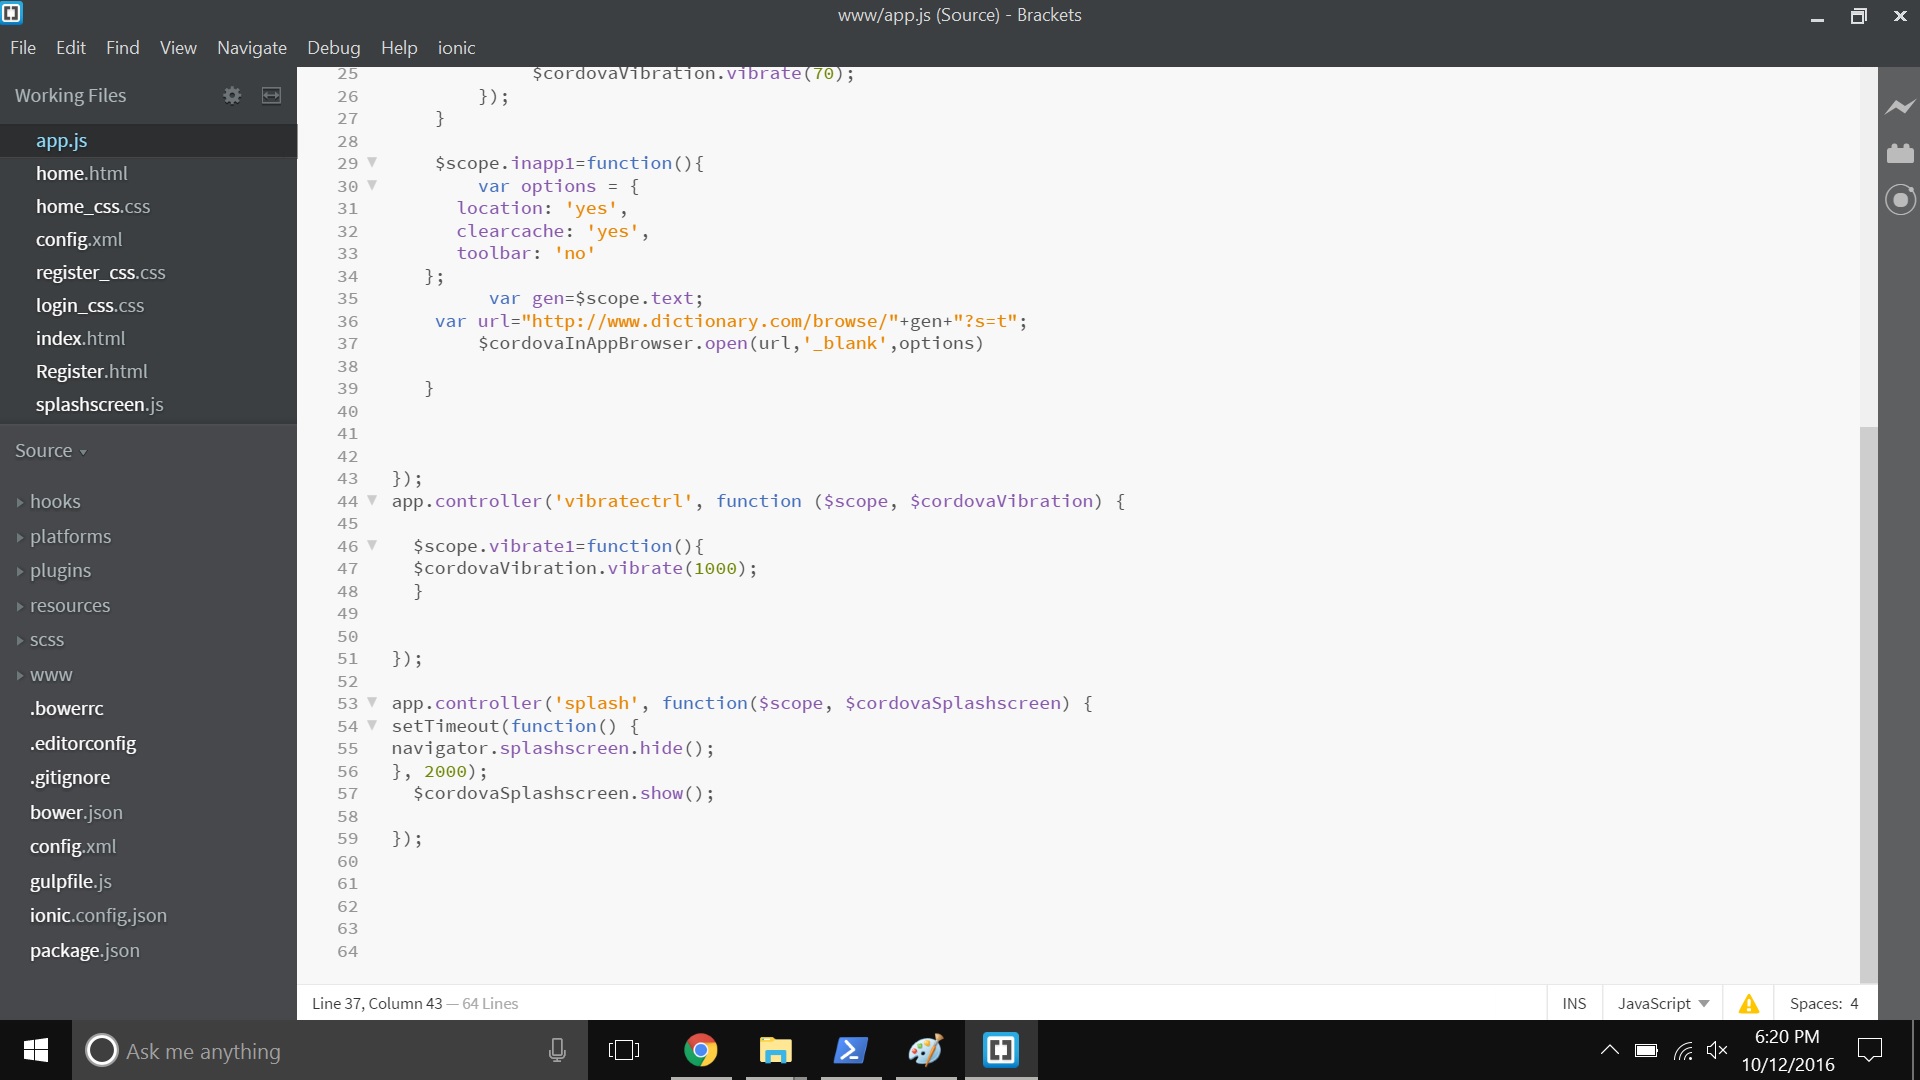 www/app.js (Source) - Brackets
File Edit Find View Navigate Debug Help ionic
Working Files
app.js
home.html
home_css.css
config.xml
register_css.css
login_css.css
index.html
Register.html
splashscreen.js
Source
hooks
platforms
plugins
resources
scss
www
.bowerrc
.editorconfig
.gitignore
bower.json
config.xml
gulpfile.js
ionic.config.json
package.json
25 $cordovaVibration.vibrate(70);
26 });
27 }
28
29 $scope.inapp1=function(){
30 var options = {
31 location: 'yes',
32 clearcache: 'yes',
33 toolbar: 'no'
34 };
35 var gen=$scope.text;
36 var url="http://www.dictionary.com/browse/"+gen+"?s=t";
37 $cordovaInAppBrowser.open(url,'_blank',options)
38
39 }
40
41
42
43 });
44 app.controller('vibratectrl', function ($scope, $cordovaVibration) {
45
46 $scope.vibrate1=function(){
47 $cordovaVibration.vibrate(1000);
48 }
49
50
51 });
52
53 app.controller('splash', function($scope, $cordovaSplashscreen) {
54 setTimeout(function() {
55 navigator.splashscreen.hide();
56 }, 2000);
57 $cordovaSplashscreen.show();
58
59 });
60
61
62
63
64
Line 37, Column 43 — 64 Lines
INS JavaScript Spaces: 4
Ask me anything
6:20 PM
10/12/2016